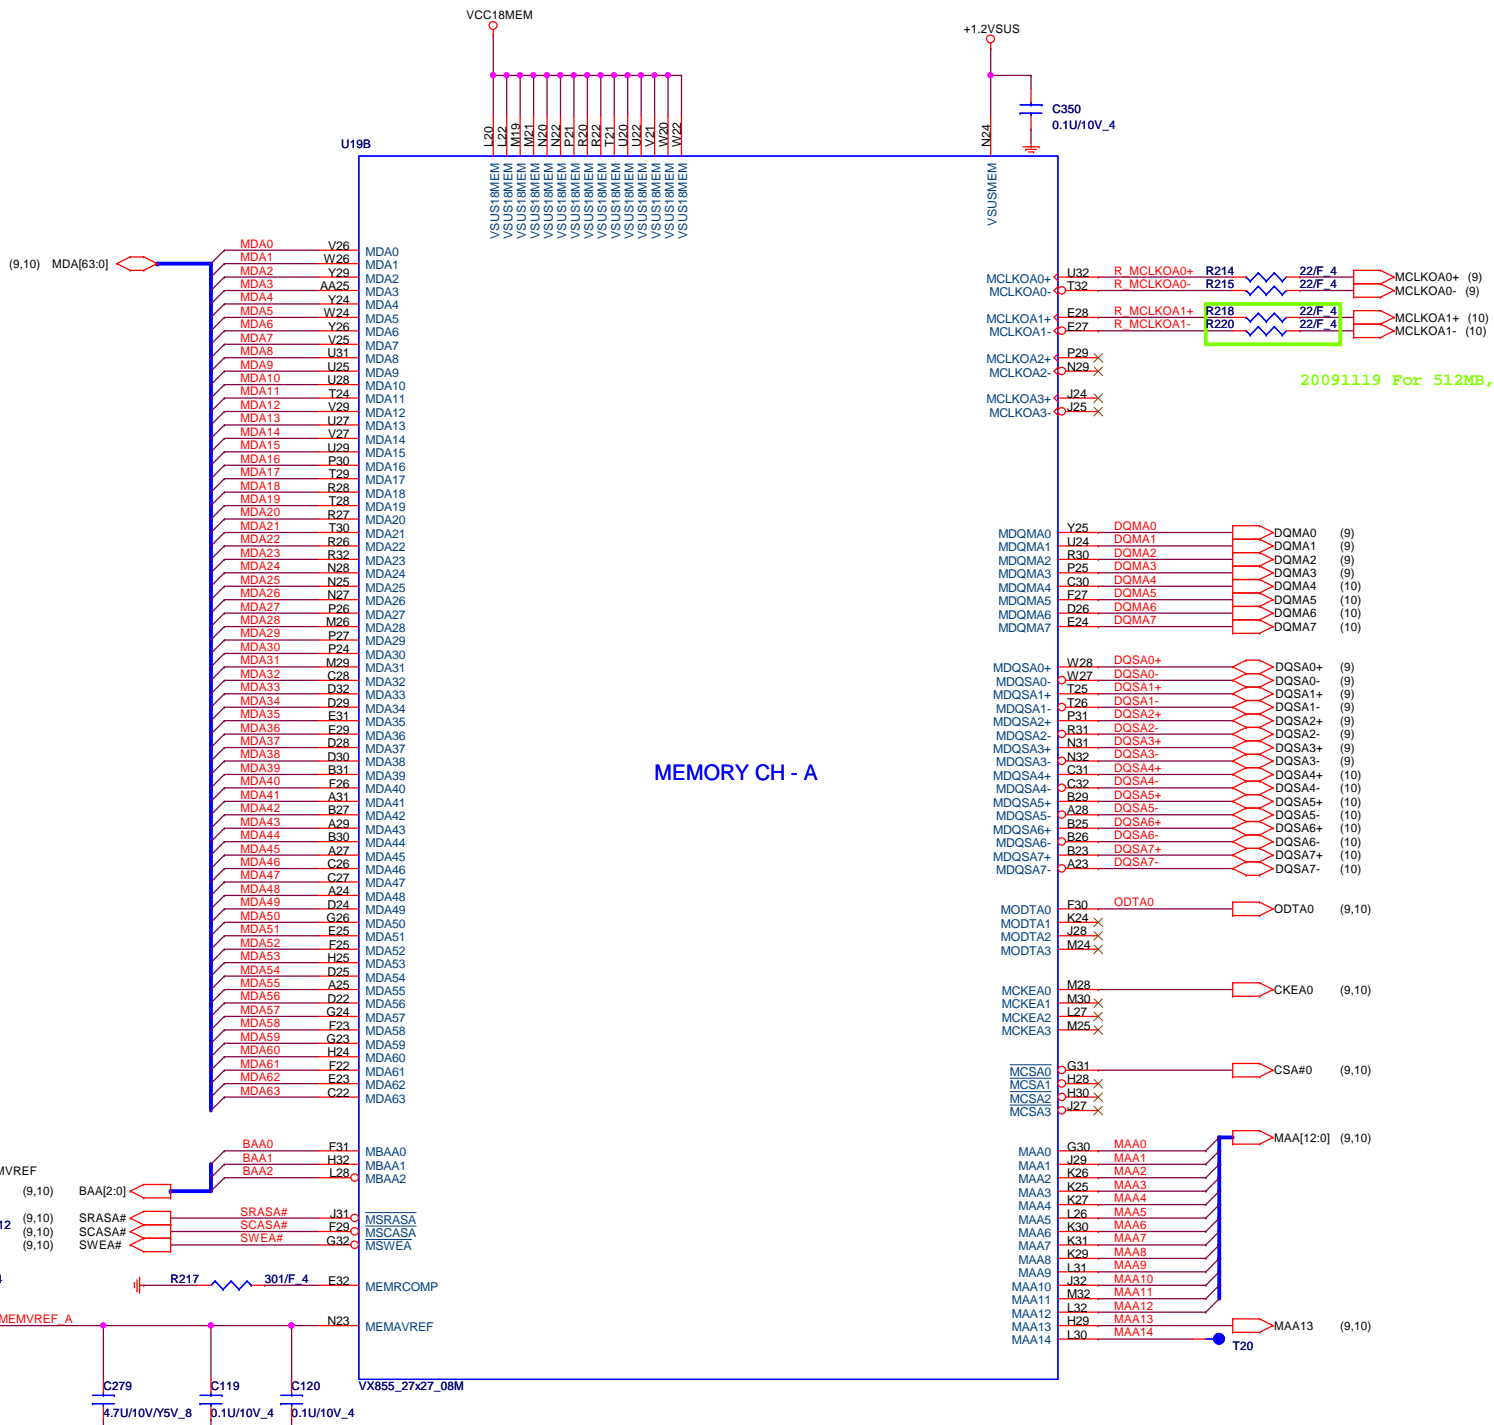 VCC18MEM
+1.2VSUS
C350
0.1U/10V_4
U19B
L20 L22 M19 M21 N20 N22 P21 R20 R22 T21 U20 U22 V21 W20 W22
N24
VSUS18MEM VSUS18MEM VSUS18MEM VSUS18MEM VSUS18MEM VSUS18MEM VSUS18MEM VSUS18MEM VSUS18MEM VSUS18MEM VSUS18MEM VSUS18MEM VSUS18MEM VSUS18MEM VSUS18MEM
VSUSMEM
(9,10) MDA[63:0]
MDA0 V26 MDA0
MDA1 W26 MDA1
MDA2 Y29 MDA2
MDA3 AA25 MDA3
MDA4 Y24 MDA4
MDA5 W24 MDA5
MDA6 Y26 MDA6
MDA7 V25 MDA7
MDA8 U31 MDA8
MDA9 U25 MDA9
MDA10 U28 MDA10
MDA11 T24 MDA11
MDA12 V29 MDA12
MDA13 U27 MDA13
MDA14 V27 MDA14
MDA15 U29 MDA15
MDA16 P30 MDA16
MDA17 T29 MDA17
MDA18 R28 MDA18
MDA19 T28 MDA19
MDA20 R27 MDA20
MDA21 T30 MDA21
MDA22 R26 MDA22
MDA23 R32 MDA23
MDA24 N28 MDA24
MDA25 N25 MDA25
MDA26 N27 MDA26
MDA27 P26 MDA27
MDA28 M26 MDA28
MDA29 P27 MDA29
MDA30 P24 MDA30
MDA31 M29 MDA31
MDA32 C28 MDA32
MDA33 D32 MDA33
MDA34 D29 MDA34
MDA35 E31 MDA35
MDA36 E29 MDA36
MDA37 D28 MDA37
MDA38 D30 MDA38
MDA39 B31 MDA39
MDA40 F26 MDA40
MDA41 A31 MDA41
MDA42 B27 MDA42
MDA43 A29 MDA43
MDA44 B30 MDA44
MDA45 A27 MDA45
MDA46 C26 MDA46
MDA47 C27 MDA47
MDA48 A24 MDA48
MDA49 D24 MDA49
MDA50 G26 MDA50
MDA51 E25 MDA51
MDA52 F25 MDA52
MDA53 H25 MDA53
MDA54 D25 MDA54
MDA55 A25 MDA55
MDA56 D22 MDA56
MDA57 G24 MDA57
MDA58 F23 MDA58
MDA59 G23 MDA59
MDA60 H24 MDA60
MDA61 F22 MDA61
MDA62 E23 MDA62
MDA63 C22 MDA63
BAA0 F31 MBAA0
BAA1 H32 MBAA1
BAA2 L28 MBAA2
MVREF
(9,10) BAA[2:0]
(9,10) SRASA# SRASA# J31 MSRASA
12
(9,10) SCASA# SCASA# F29 MSCASA
(9,10) SWEA# SWEA# G32 MSWEA
4
R217 301/F_4 E32 MEMRCOMP
MEMVREF_A N23 MEMAVREF
C279
4.7U/10V/Y5V_8
C119
0.1U/10V_4
C120
0.1U/10V_4
VX855_27x27_08M
MEMORY CH - A
MCLKOA0+ U32 R_MCLKOA0+ R214 22/F_4 MCLKOA0+ (9)
MCLKOA0- T32 R_MCLKOA0- R215 22/F_4 MCLKOA0- (9)
MCLKOA1+ E28 R_MCLKOA1+ R218 22/F_4 MCLKOA1+ (10)
MCLKOA1- E27 R_MCLKOA1- R220 22/F_4 MCLKOA1- (10)
MCLKOA2+ P29
MCLKOA2- N29
20091119 For 512MB,
MCLKOA3+ J24
MCLKOA3- J25
MDQMA0 Y25 DQMA0 DQMA0 (9)
MDQMA1 U24 DQMA1 DQMA1 (9)
MDQMA2 R30 DQMA2 DQMA2 (9)
MDQMA3 P25 DQMA3 DQMA3 (9)
MDQMA4 C30 DQMA4 DQMA4 (10)
MDQMA5 F27 DQMA5 DQMA5 (10)
MDQMA6 D26 DQMA6 DQMA6 (10)
MDQMA7 E24 DQMA7 DQMA7 (10)
MDQSA0+ W28 DQSA0+ DQSA0+ (9)
MDQSA0- W27 DQSA0- DQSA0- (9)
MDQSA1+ T25 DQSA1+ DQSA1+ (9)
MDQSA1- T26 DQSA1- DQSA1- (9)
MDQSA2+ P31 DQSA2+ DQSA2+ (9)
MDQSA2- R31 DQSA2- DQSA2- (9)
MDQSA3+ N31 DQSA3+ DQSA3+ (9)
MDQSA3- N32 DQSA3- DQSA3- (9)
MDQSA4+ C31 DQSA4+ DQSA4+ (10)
MDQSA4- C32 DQSA4- DQSA4- (10)
MDQSA5+ B29 DQSA5+ DQSA5+ (10)
MDQSA5- A28 DQSA5- DQSA5- (10)
MDQSA6+ B25 DQSA6+ DQSA6+ (10)
MDQSA6- B26 DQSA6- DQSA6- (10)
MDQSA7+ B23 DQSA7+ DQSA7+ (10)
MDQSA7- A23 DQSA7- DQSA7- (10)
MODTA0 F30 ODTA0 ODTA0 (9,10)
MODTA1 K24
MODTA2 J28
MODTA3 M24
MCKEA0 M28 CKEA0 (9,10)
MCKEA1 M30
MCKEA2 L27
MCKEA3 M25
MCSA0 G31 CSA#0 (9,10)
MCSA1 H28
MCSA2 H30
MCSA3 J27
MAA[12:0] (9,10)
MAA0 G30 MAA0
MAA1 J29 MAA1
MAA2 K26 MAA2
MAA3 K25 MAA3
MAA4 K27 MAA4
MAA5 L26 MAA5
MAA6 K30 MAA6
MAA7 K31 MAA7
MAA8 K29 MAA8
MAA9 L31 MAA9
MAA10 J32 MAA10
MAA11 M32 MAA11
MAA12 L32 MAA12
MAA13 H29 MAA13 MAA13 (9,10)
MAA14 L30 MAA14 T20